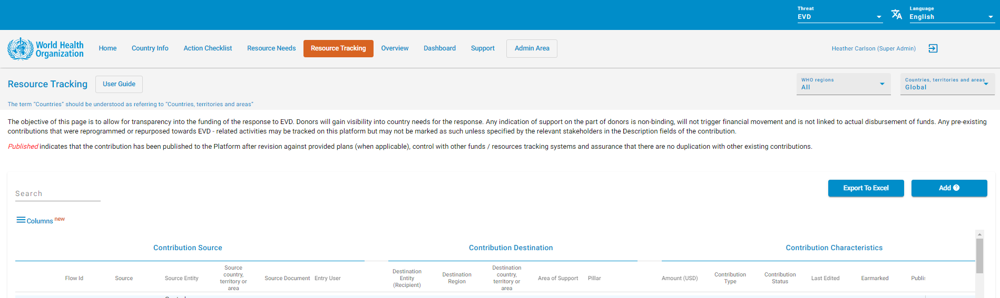 Threat
EVD
Language
English
World Health
Organization
Home
Country Info
Action Checklist
Resource Needs
Resource Tracking
Overview
Dashboard
Support
Admin Area
Heather Carlson (Super Admin)
Resource Tracking
User Guide
WHO regions
All
Countries, territories and areas
Global
The term “Countries” should be understood as referring to “Countries, territories and areas”
The objective of this page is to allow for transparency into the funding of the response to EVD. Donors will gain visibility into country needs for the response. Any indication of support on the part of donors is non-binding, will not trigger financial movement and is not linked to actual disbursement of funds. Any pre-existing
contributions that were reprogrammed or repurposed towards EVD - related activities may be tracked on this platform but may not be marked as such unless specified by the relevant stakeholders in the Description fields of the contribution.
Published indicates that the contribution has been published to the Platform after revision against provided plans (when applicable), control with other funds / resources tracking systems and assurance that there are no duplication with other existing contributions.
Search
Export To Excel
Add
Columns new
Contribution Source
Contribution Destination
Contribution Characteristics
Flow Id
Source
Source Entity
Source
country,
territory or
area
Source Document
Entry User
Destination
Entity
(Recipient)
Destination
Region
Destination
country,
territory or
area
Area of Support
Pillar
Amount (USD)
Contribution
Type
Contribution
Status
Last Edited
Earmarked